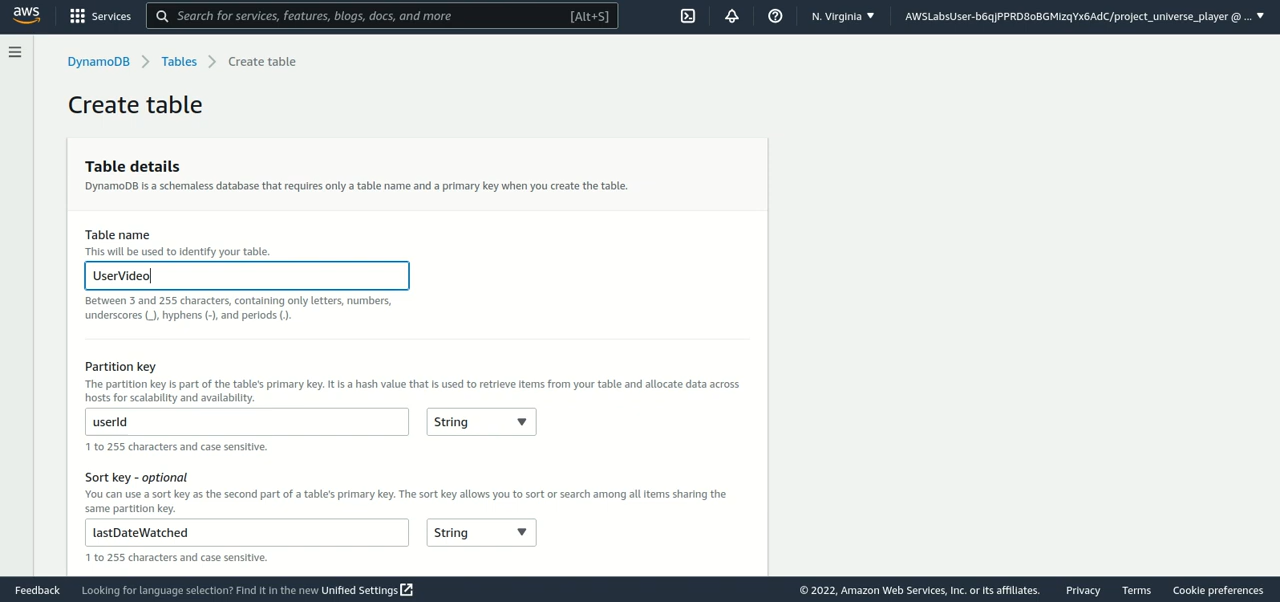 aws
Services
Search for services, features, blogs, docs, and more [Alt+S]
N. Virginia
AWSLabsUser-b6qjPPRD8oBGMizqYx6AdC/project_universe_player @ ...
DynamoDB
Tables
Create table
Create table
Table details
DynamoDB is a schemaless database that requires only a table name and a primary key when you create the table.
Table name
This will be used to identify your table.
UserVideo
Between 3 and 255 characters, containing only letters, numbers,
underscores (_), hyphens (-), and periods (.).
Partition key
The partition key is part of the table's primary key. It is a hash value that is used to retrieve items from your table and allocate data across
hosts for scalability and availability.
userId
String
1 to 255 characters and case sensitive.
Sort key - optional
You can use a sort key as the second part of a table's primary key. The sort key allows you to sort or search among all items sharing the
same partition key.
lastDateWatched
String
1 to 255 characters and case sensitive.
Feedback
Looking for language selection? Find it in the new Unified Settings
© 2022, Amazon Web Services, Inc. or its affiliates.
Privacy
Terms
Cookie preferences